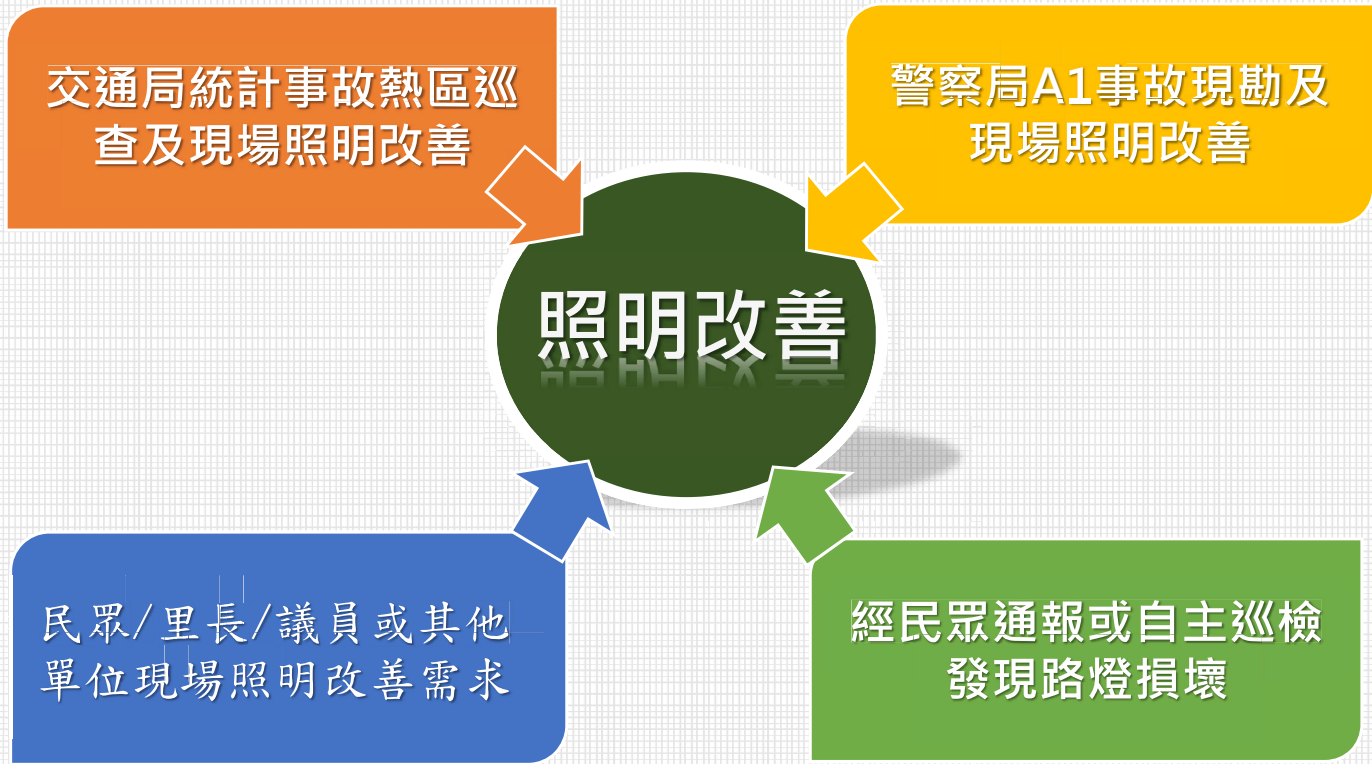 交通局統計事故熱區巡
查及現場照明改善
警察局A1事故現勘及
現場照明改善
照明改善
民眾/里長/議員或其他
單位現場照明改善需求
經民眾通報或自主巡檢
發現路燈損壞